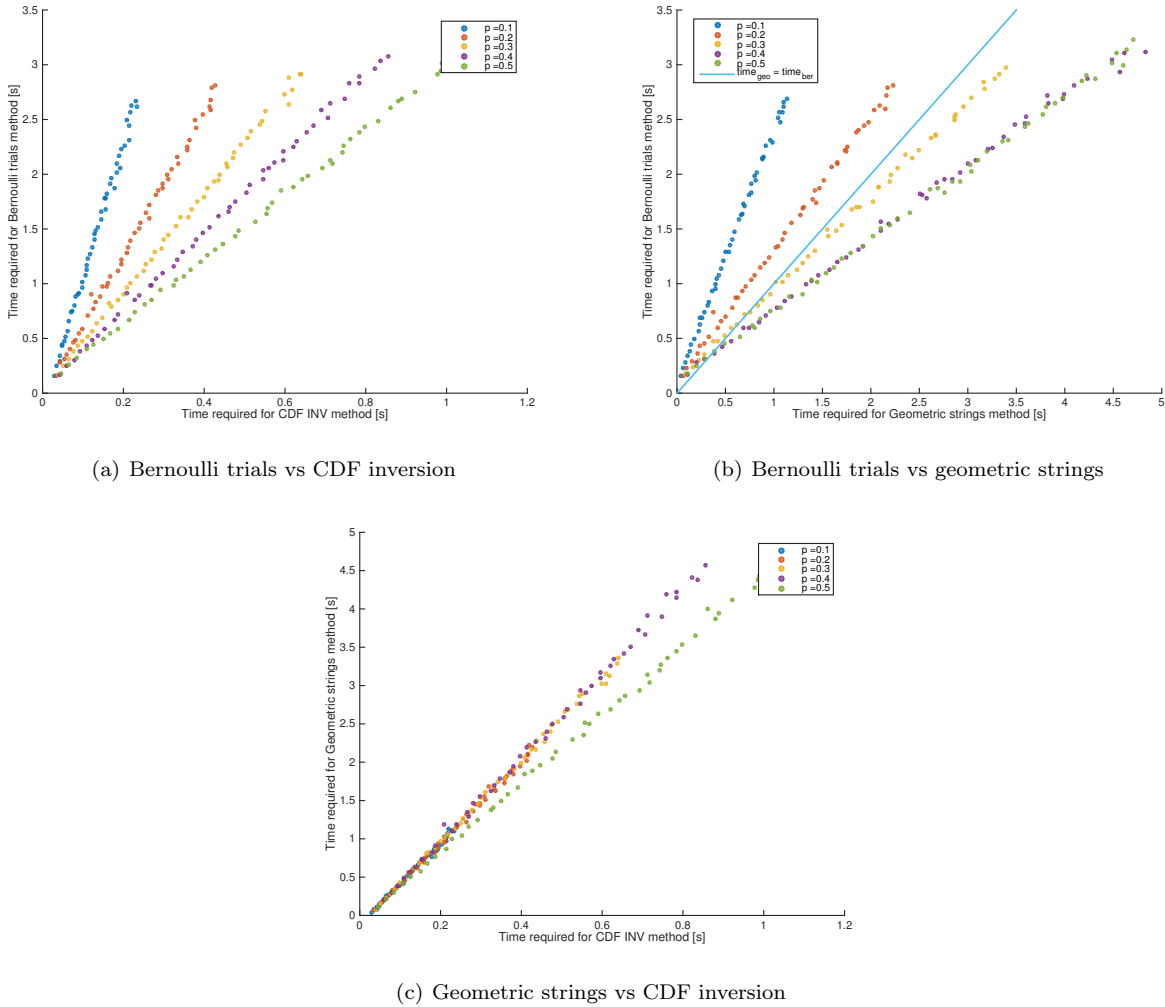 3.5
3
2.5
2
1.5
1
0.5
0
Time required for Bernoulli trials method [s]
0 0.2 0.4 0.6 0.8 1 1.2
Time required for CDF INV method [s]
p =0.1
p =0.2
p =0.3
p =0.4
p =0.5
(a) Bernoulli trials vs CDF inversion
3.5
3
2.5
2
1.5
1
0.5
0
Time required for Bernoulli trials method [s]
0 0.5 1 1.5 2 2.5 3 3.5 4 4.5 5
Time required for Geometric strings method [s]
p =0.1
p =0.2
p =0.3
p =0.4
p =0.5
time_geo = time_ber
(b) Bernoulli trials vs geometric strings
5
4.5
4
3.5
3
2.5
2
1.5
1
0.5
0
Time required for Geometric strings method [s]
0 0.2 0.4 0.6 0.8 1 1.2
Time required for CDF INV method [s]
p =0.1
p =0.2
p =0.3
p =0.4
p =0.5
(c) Geometric strings vs CDF inversion